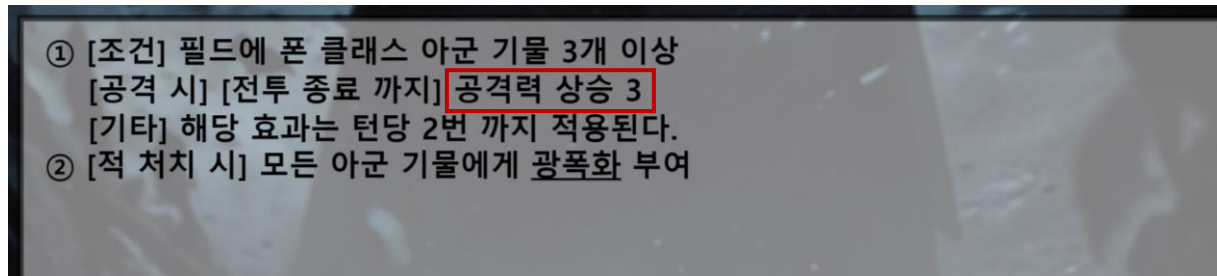 ① [조건] 필드에 폰 클래스 아군 기물 3개 이상
[공격 시] [전투 종료 까지] 공격력 상승 3
[기타] 해당 효과는 턴당 2번 까지 적용된다.
② [적 처치 시] 모든 아군 기물에게 광폭화 부여